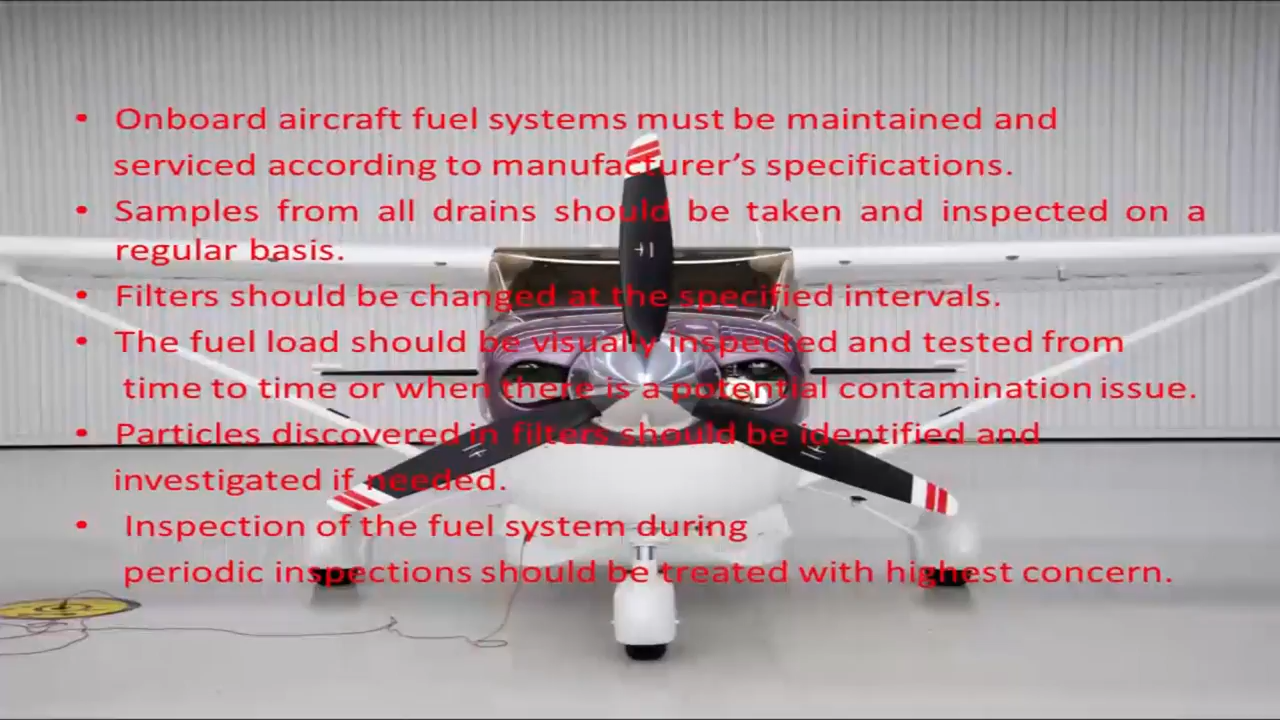 • Onboard aircraft fuel systems must be maintained and
serviced according to manufacturer’s specifications.
• Samples from all drains should be taken and inspected on a
regular basis.
• Filters should be changed at the specified intervals.
• The fuel load should be visually inspected and tested from
time to time or when there is a potential contamination issue.
• Particles discovered in filters should be identified and
investigated if needed.
• Inspection of the fuel system during
periodic inspections should be treated with highest concern.